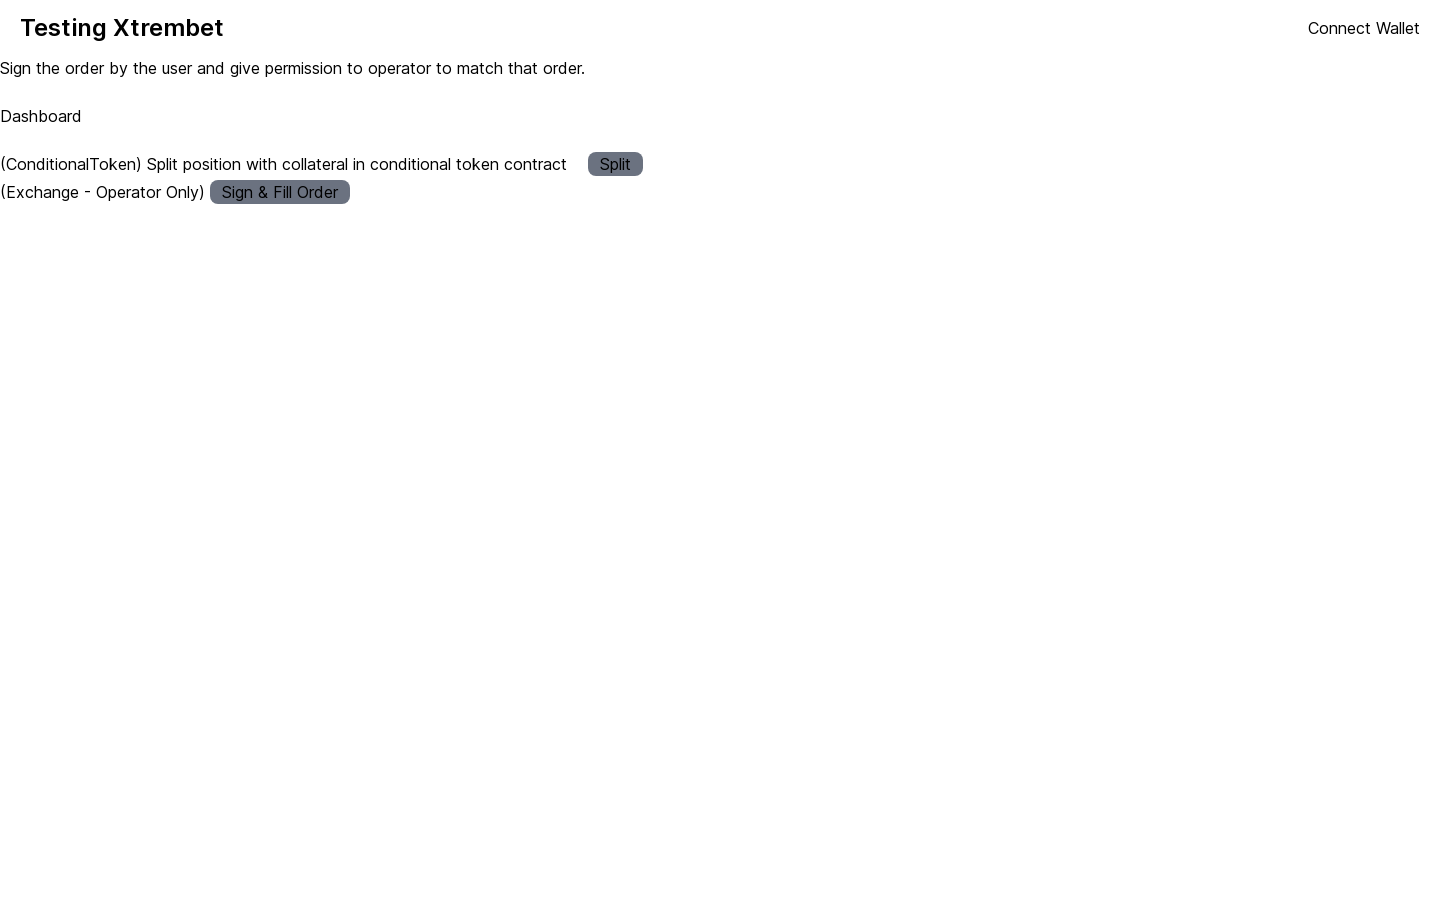 Testing Xtrembet
Connect Wallet
Sign the order by the user and give permission to operator to match that order.
Dashboard
(ConditionalToken) Split position with collateral in conditional token contract Split
(Exchange - Operator Only) Sign & Fill Order